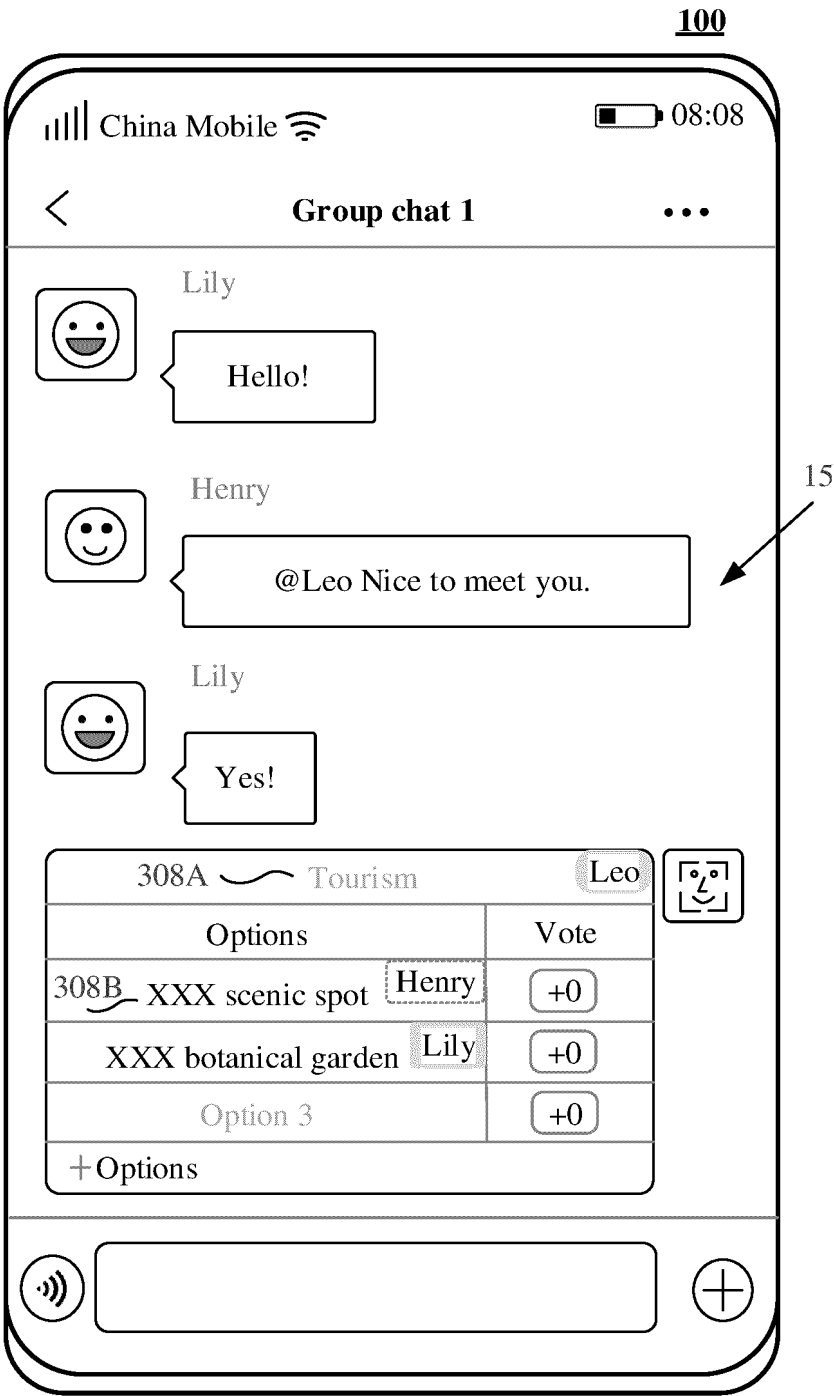 100
China Mobile 08:08
Group chat 1
Lily
Hello!
Henry
15
@Leo Nice to meet you.
Lily
Yes!
308A Tourism Leo
Options Vote
308B XXX scenic spot Henry +0
XXX botanical garden Lily +0
Option 3 +0
+Options